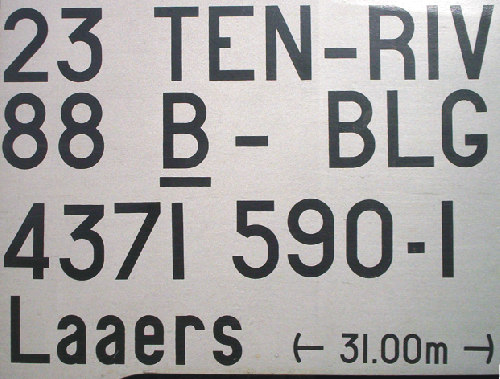 23 TEN-RIV
88 B- BLG
4371 590-1
Laaers (← 31.00m →)